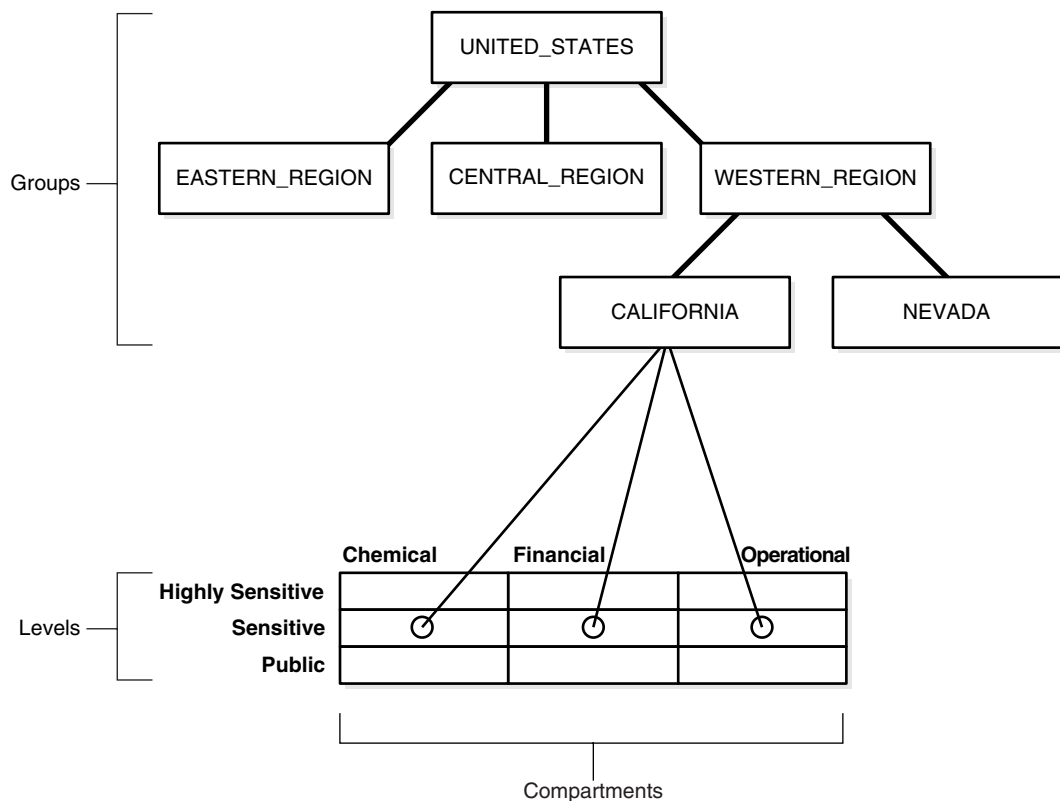 UNITED_STATES
Groups
EASTERN_REGION
CENTRAL_REGION
WESTERN_REGION
CALIFORNIA
NEVADA
Chemical
Financial
Operational
Levels
Highly Sensitive
Sensitive
Public
Compartments